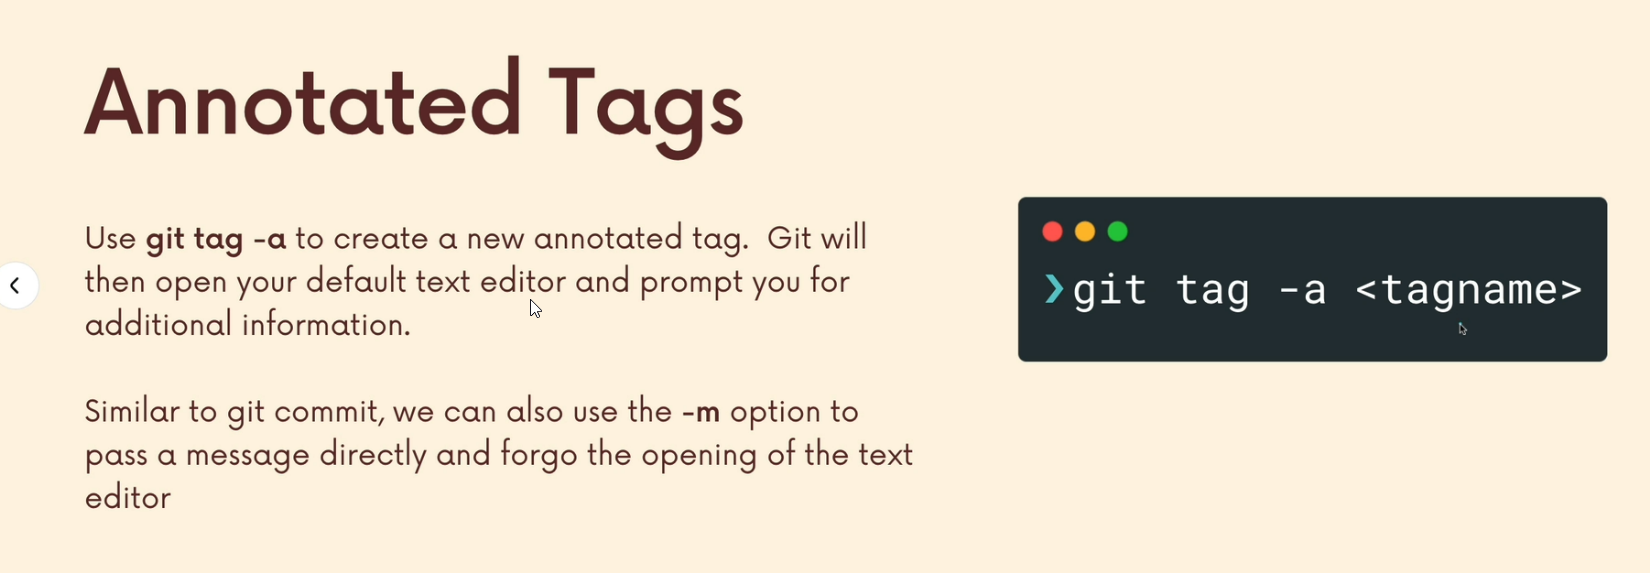 Annotated Tags
Use git tag -a to create a new annotated tag.  Git will
then open your default text editor and prompt you for
additional information.
Similar to git commit, we can also use the -m option to
pass a message directly and forgo the opening of the text
editor
❯git tag -a <tagname>